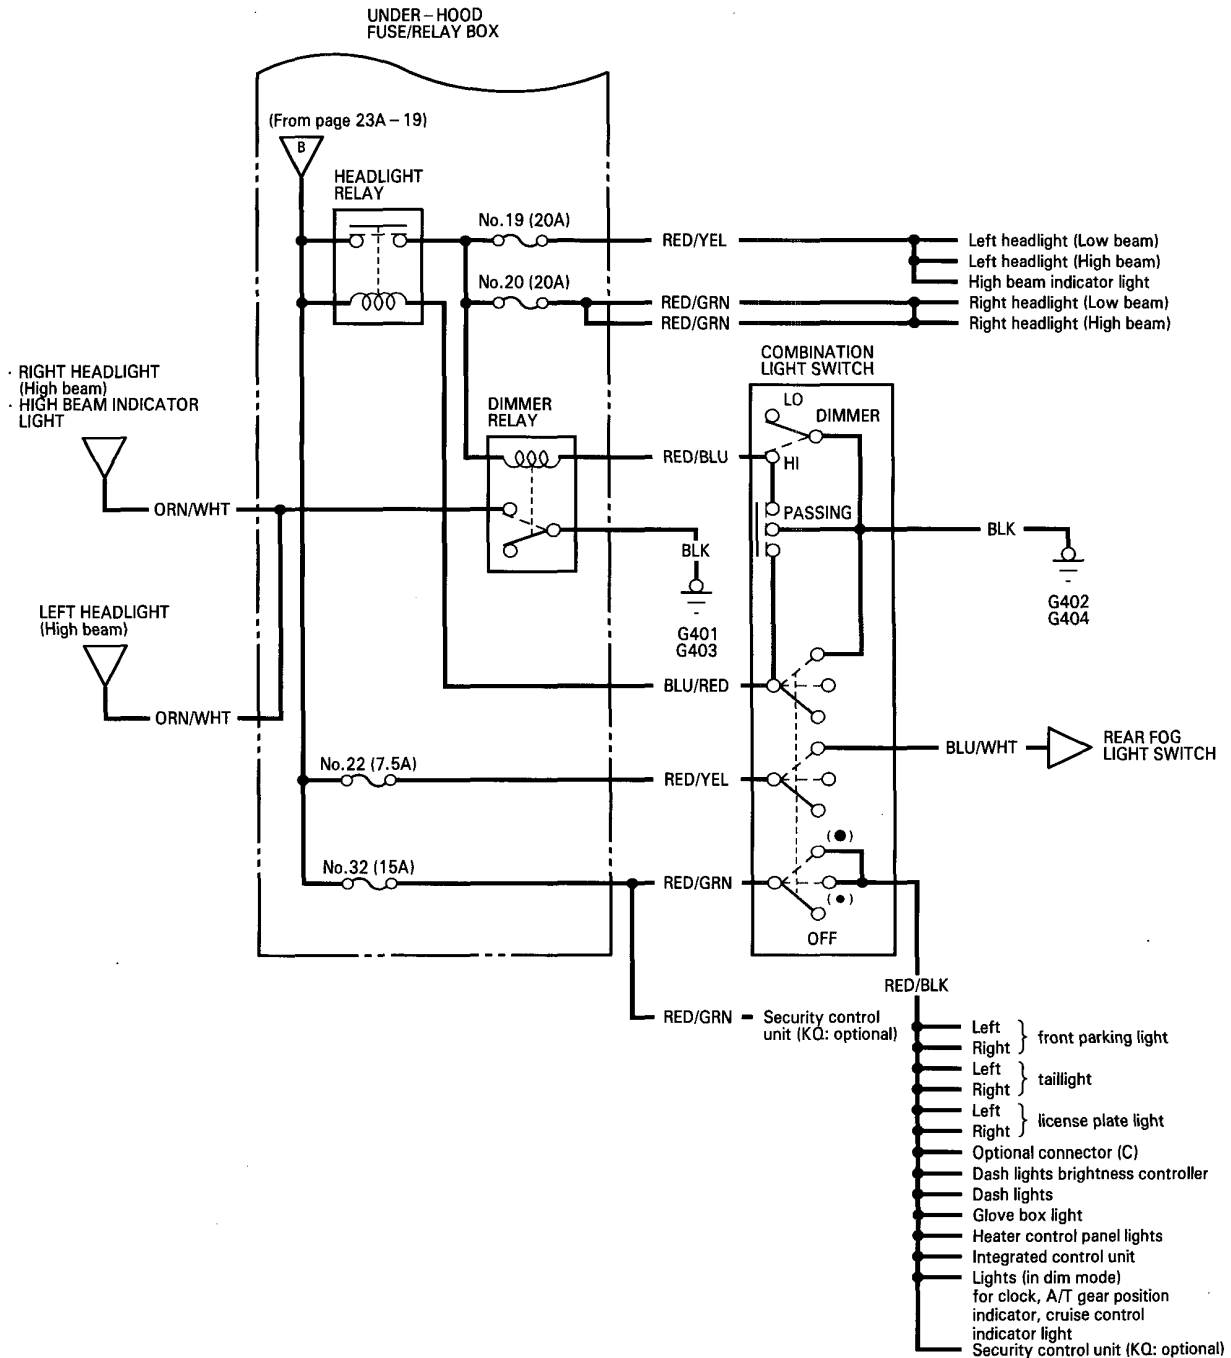 UNDER-HOOD
FUSE/RELAY BOX
(From page 23A-19)
B
HEADLIGHT
RELAY
No.19 (20A)
RED/YEL
Left headlight (Low beam)
Left headlight (High beam)
High beam indicator light
No.20 (20A)
RED/GRN
Right headlight (Low beam)
RED/GRN
Right headlight (High beam)
COMBINATION
LIGHT SWITCH
· RIGHT HEADLIGHT
(High beam)
· HIGH BEAM INDICATOR
LIGHT
DIMMER
RELAY
LO
DIMMER
RED/BLU
HI
ORN/WHT
PASSING
BLK
BLK
G401
G403
G402
G404
LEFT HEADLIGHT
(High beam)
BLU/RED
ORN/WHT
BLU/WHT
REAR FOG
LIGHT SWITCH
No.22 (7.5A)
RED/YEL
(●)
No.32 (15A)
RED/GRN
(•)
OFF
RED/BLK
RED/GRN
Security control
unit (KQ: optional)
Left
Right
front parking light
Left
Right
taillight
Left
Right
license plate light
Optional connector (C)
Dash lights brightness controller
Dash lights
Glove box light
Heater control panel lights
Integrated control unit
Lights (in dim mode)
for clock, A/T gear position
indicator, cruise control
indicator light
Security control unit (KQ: optional)